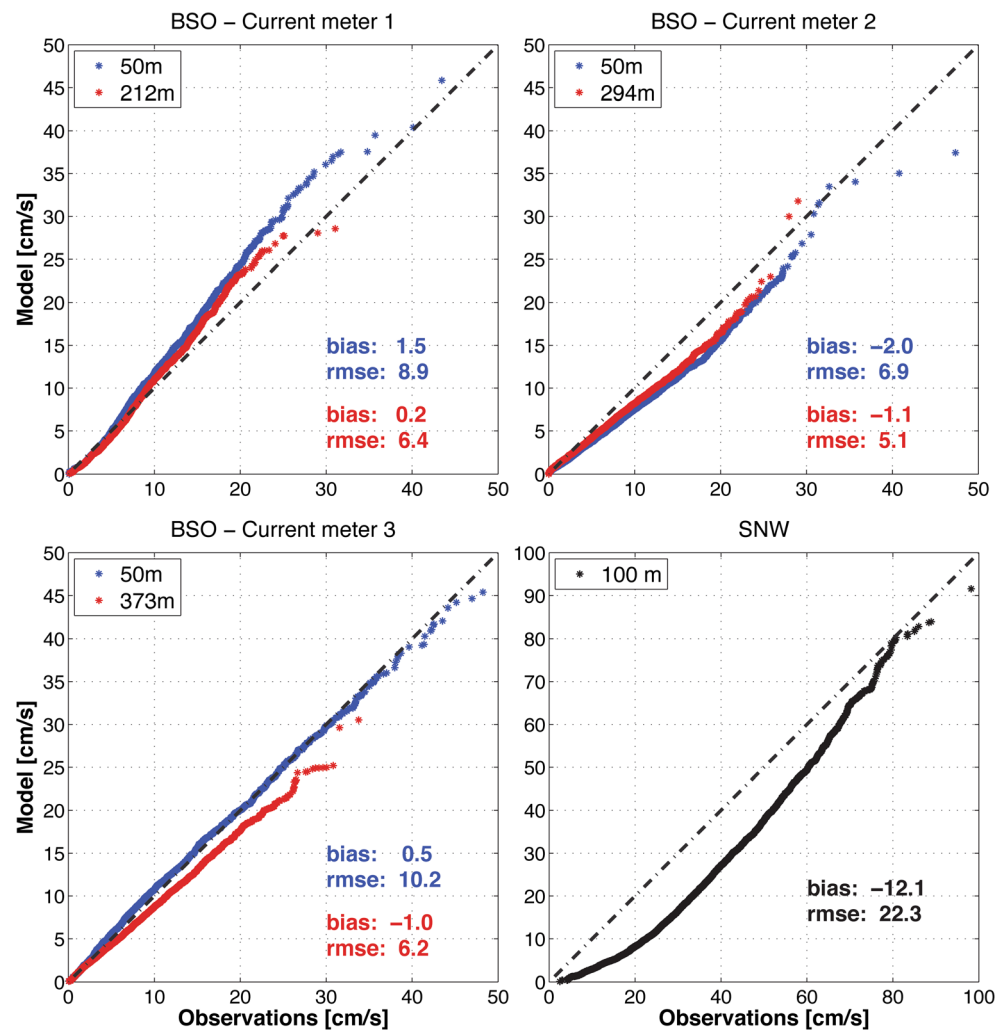 BSO − Current meter 1
50
45
40
35
30
25
20
15
10
5
0
Model [cm/s]
50m
212m
bias: 1.5
rmse: 8.9
bias: 0.2
rmse: 6.4
0 10 20 30 40 50
BSO − Current meter 2
50
45
40
35
30
25
20
15
10
5
0
50m
294m
bias: −2.0
rmse: 6.9
bias: −1.1
rmse: 5.1
0 10 20 30 40 50
BSO − Current meter 3
50
45
40
35
30
25
20
15
10
5
0
Model [cm/s]
50m
373m
bias: 0.5
rmse: 10.2
bias: −1.0
rmse: 6.2
0 10 20 30 40 50
Observations [cm/s]
SNW
100
90
80
70
60
50
40
30
20
10
0
100 m
bias: −12.1
rmse: 22.3
0 20 40 60 80 100
Observations [cm/s]